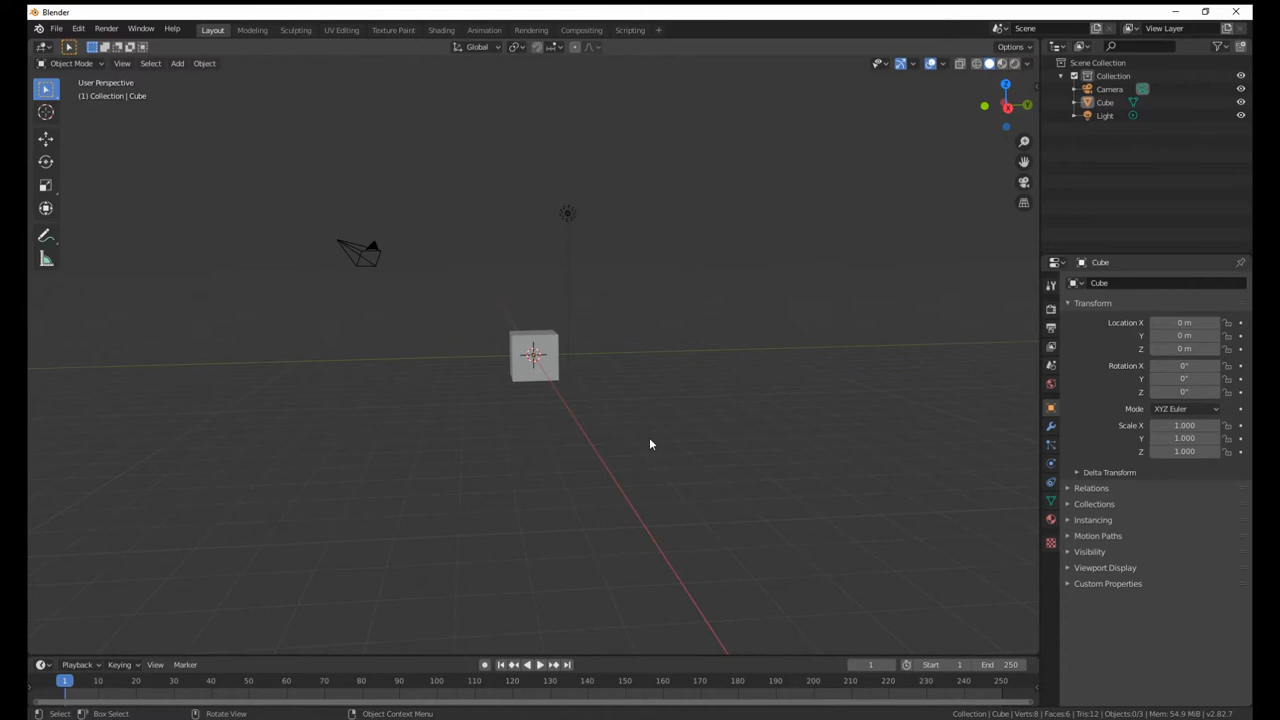 Blender
File Edit Render Window Help Layout Modeling Sculpting UV Editing Texture Paint Shading Animation Rendering Compositing Scripting + Scene View Layer
Global Options
Object Mode View Select Add Object
User Perspective
(1) Collection | Cube
Z
Y
X
Scene Collection
Collection
Camera
Cube
Light
Cube
Cube
Transform
Location X 0 m
Y 0 m
Z 0 m
Rotation X 0°
Y 0°
Z 0°
Mode XYZ Euler
Scale X 1.000
Y 1.000
Z 1.000
Delta Transform
Relations
Collections
Instancing
Motion Paths
Visibility
Viewport Display
Custom Properties
Playback Keying View Marker 1 Start 1 End 250
1 10 20 30 40 50 60 70 80 90 100 110 120 130 140 150 160 170 180 190 200 210 220 230 240 250
Select Box Select Rotate View Object Context Menu Collection | Cube | Verts:8 | Faces:6 | Tris:12 | Objects:0/3 | Mem: 54.9 MiB | v2.82.7